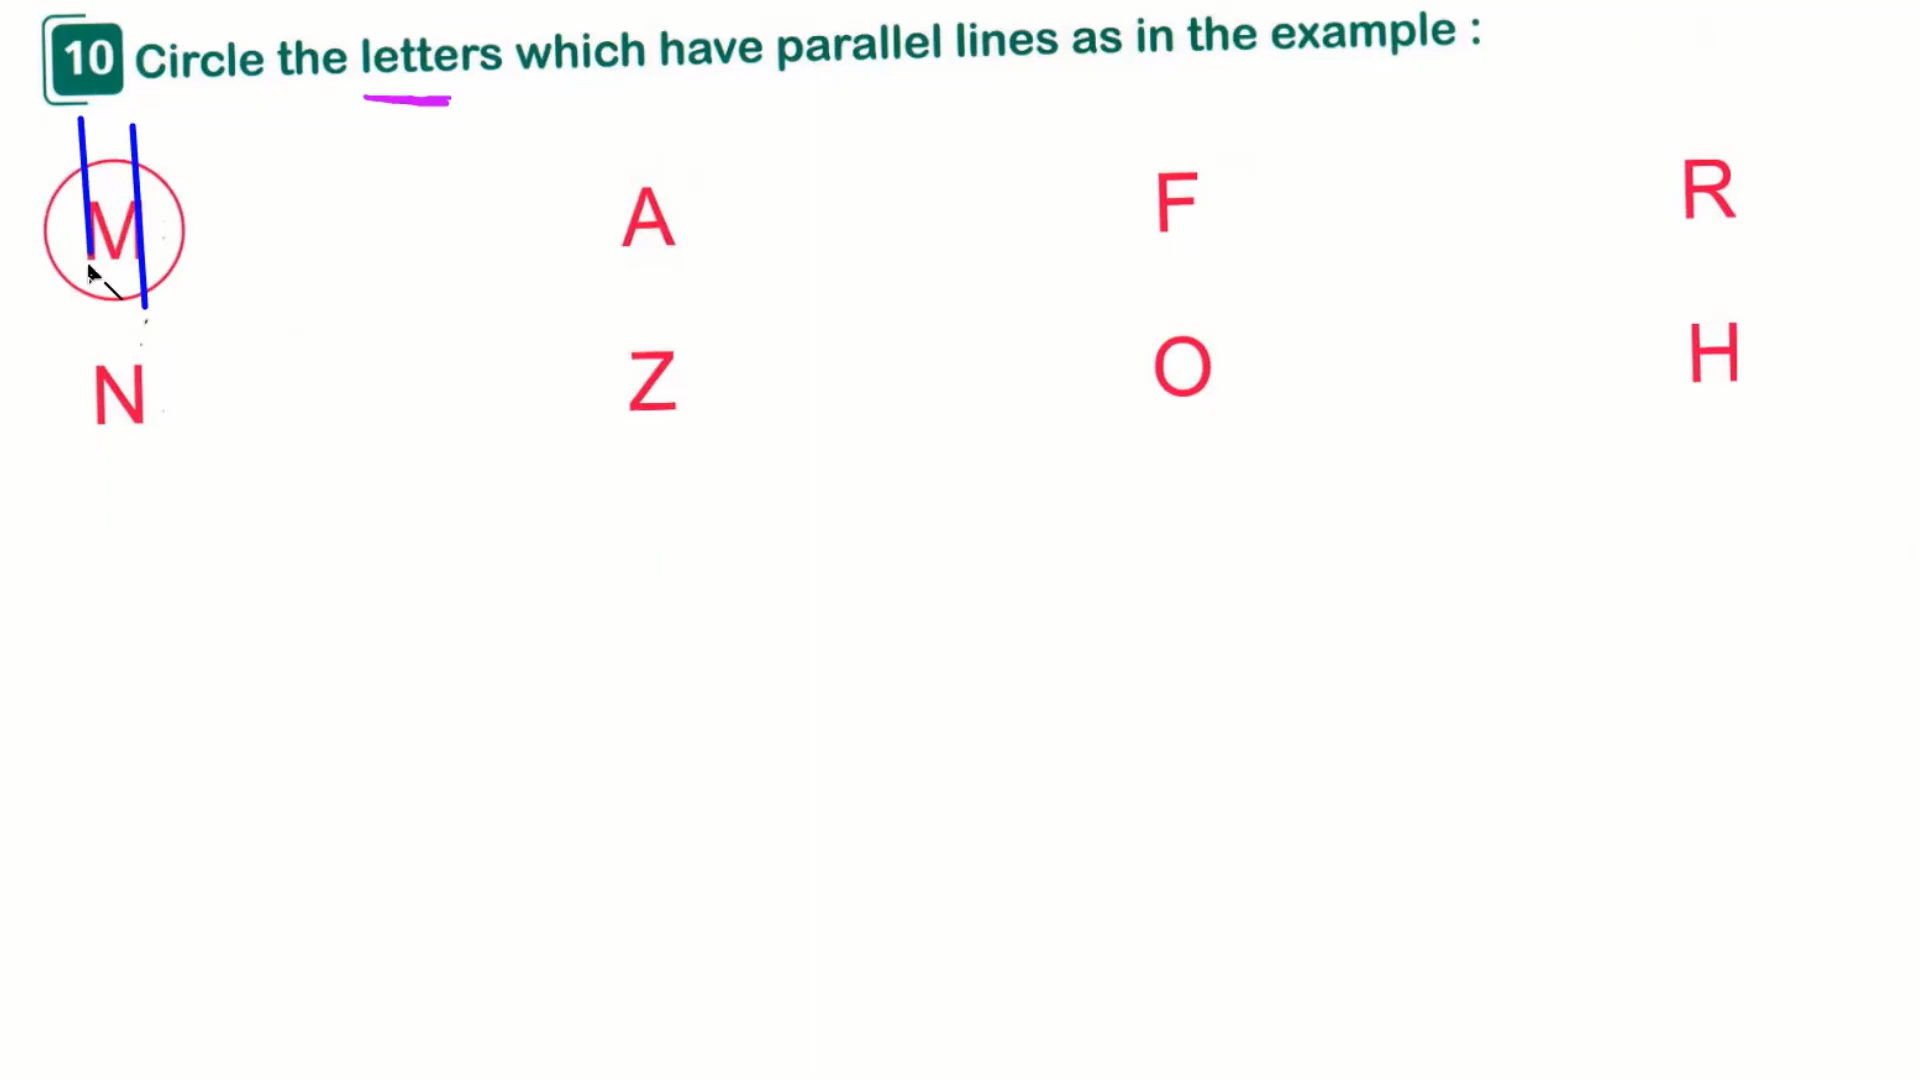 10 Circle the letters which have parallel lines as in the example :
M A F R
N Z O H